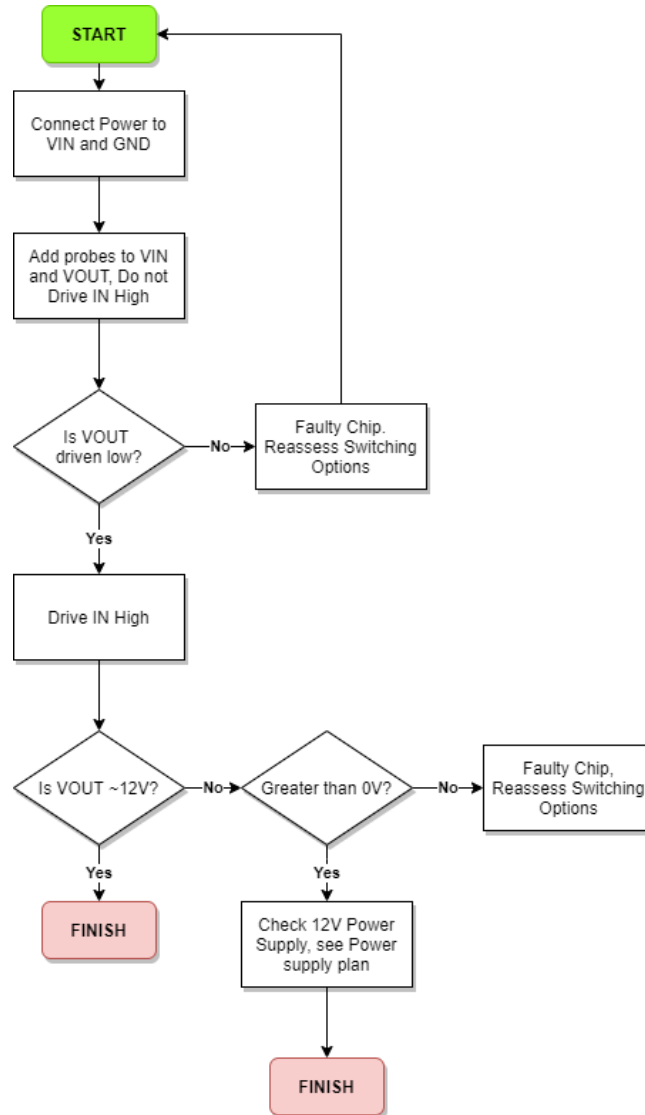 START
Connect Power to
VIN and GND
Add probes to VIN
and VOUT, Do not
Drive IN High
Is VOUT
driven low?
No
Faulty Chip.
Reassess Switching
Options
Yes
Drive IN High
Is VOUT ~12V?
No
Greater than 0V?
No
Faulty Chip,
Reassess Switching
Options
Yes
Yes
FINISH
Check 12V Power
Supply, see Power
supply plan
FINISH